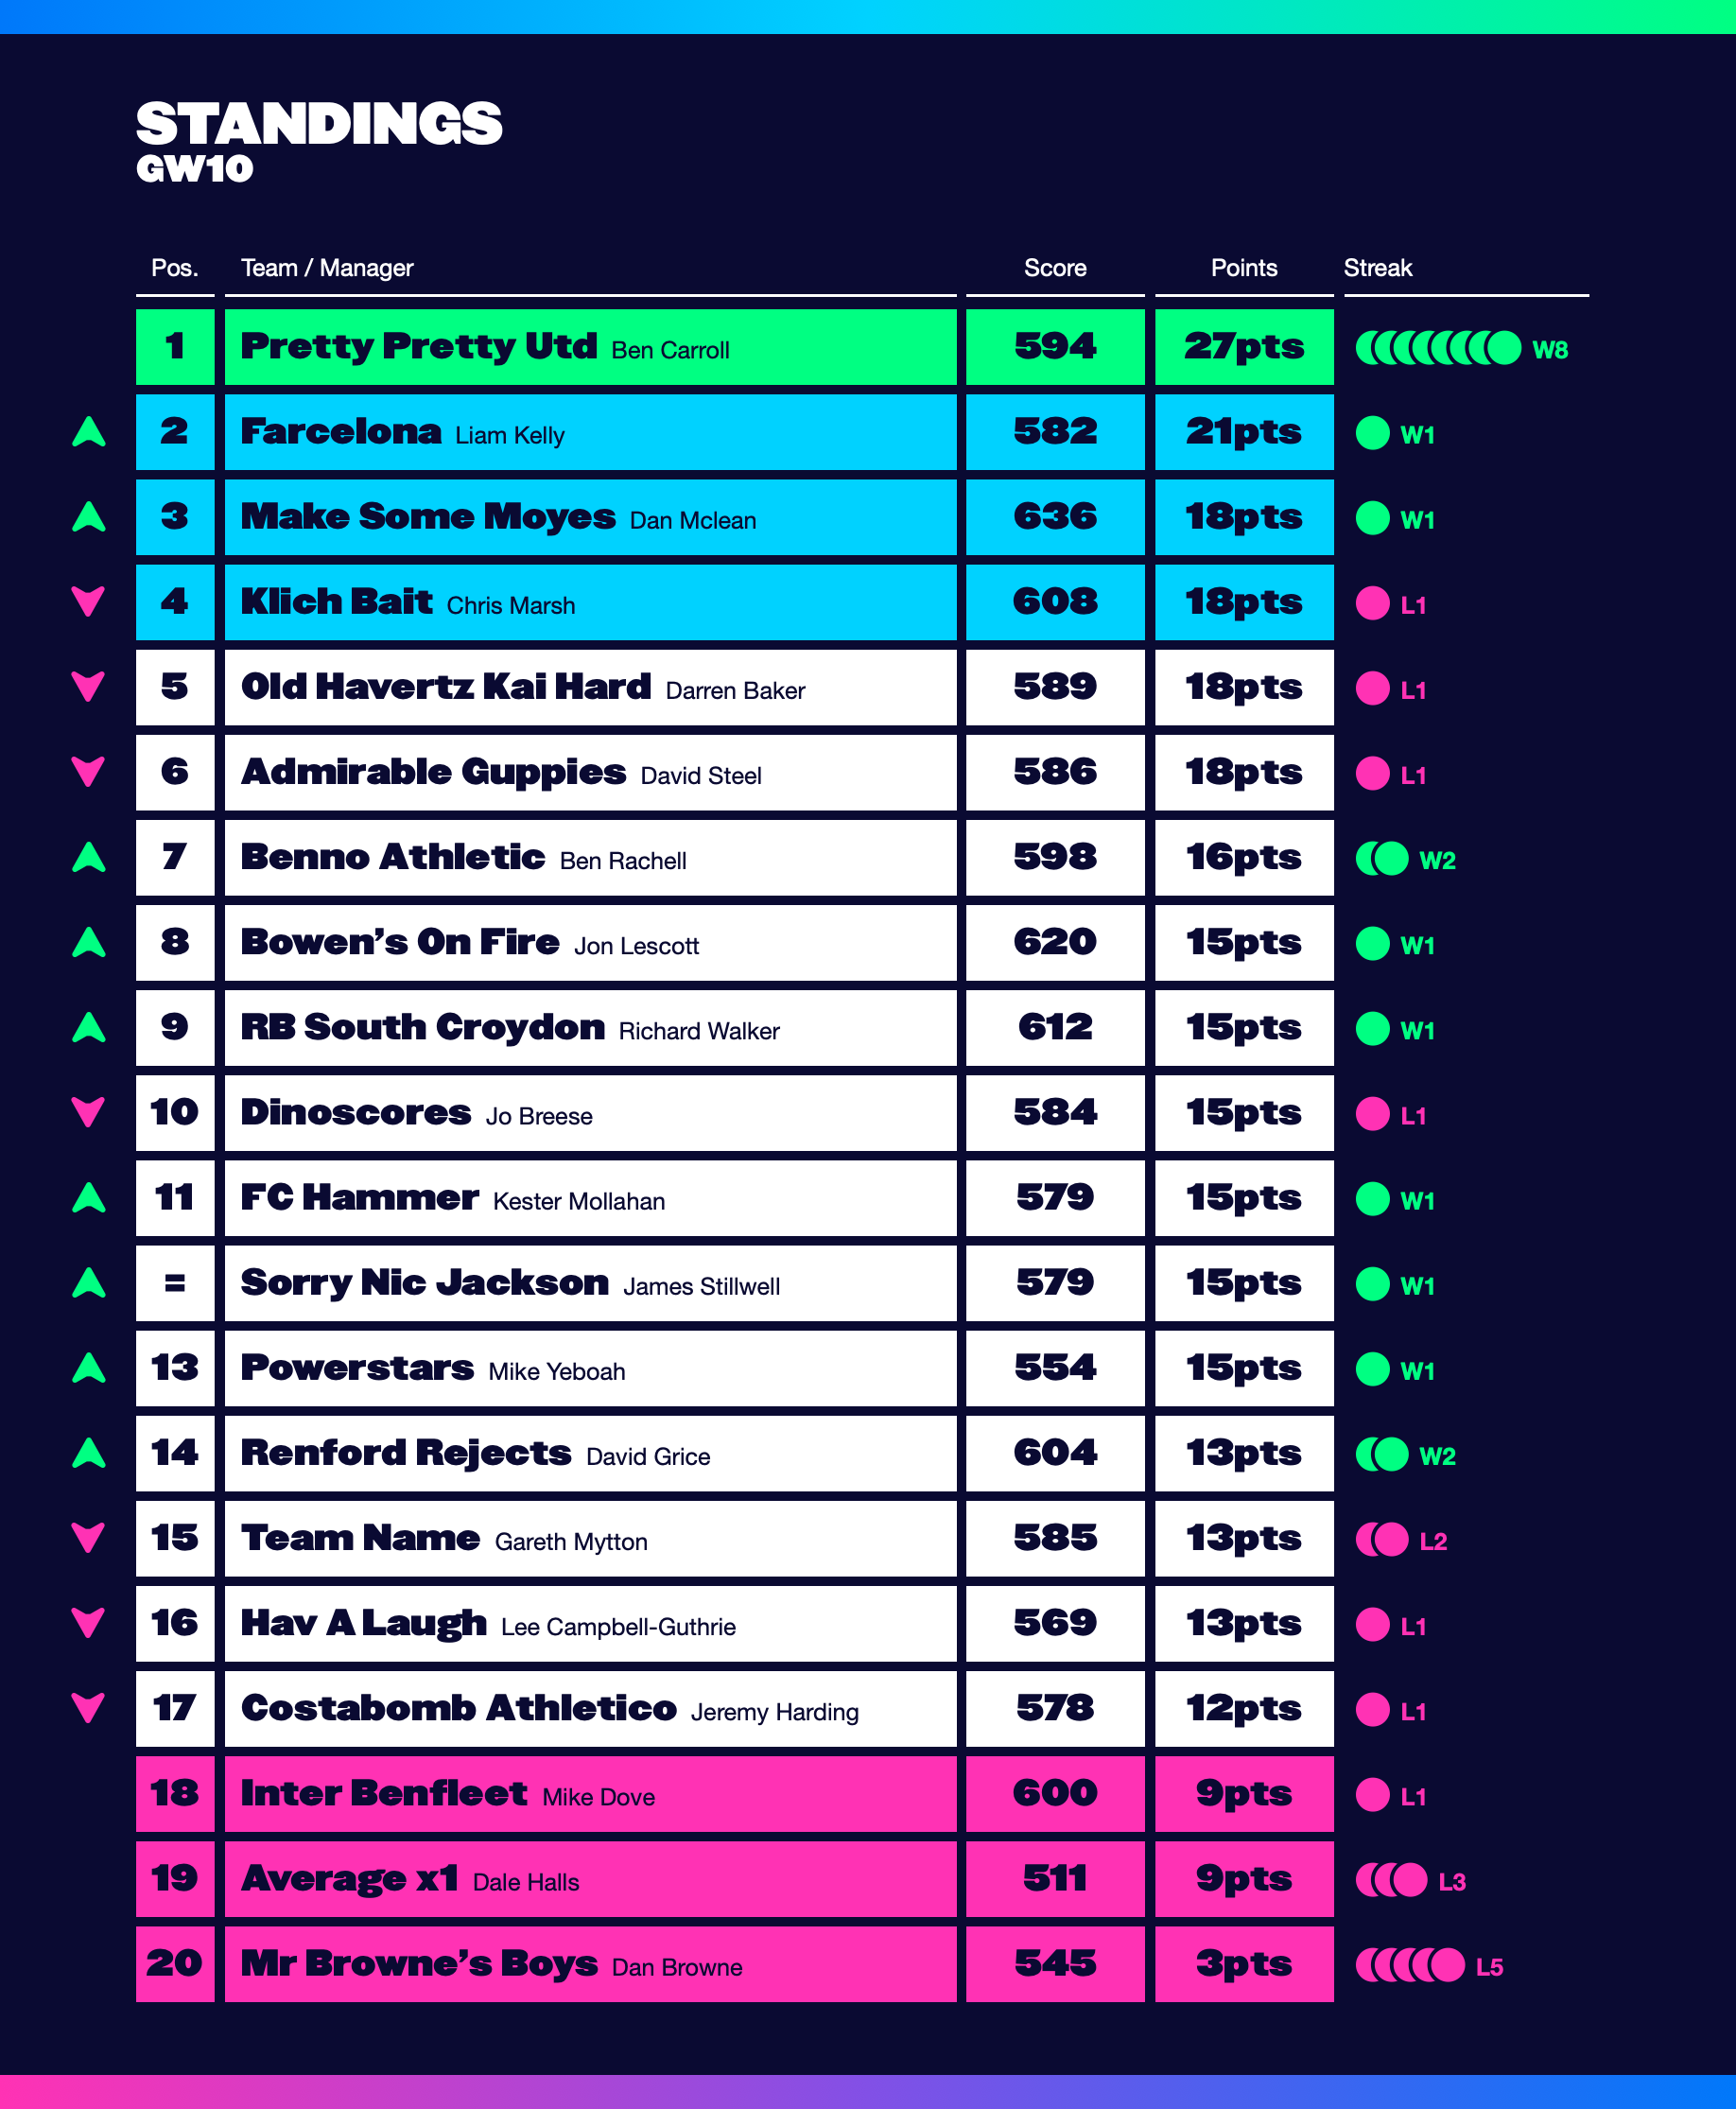 STANDINGS
GW10
Pos. Team / Manager Score Points Streak
1 Pretty Pretty Utd Ben Carroll 594 27pts W8
2 Farcelona Liam Kelly 582 21pts W1
3 Make Some Moyes Dan Mclean 636 18pts W1
4 Klich Bait Chris Marsh 608 18pts L1
5 Old Havertz Kai Hard Darren Baker 589 18pts L1
6 Admirable Guppies David Steel 586 18pts L1
7 Benno Athletic Ben Rachell 598 16pts W2
8 Bowen’s On Fire Jon Lescott 620 15pts W1
9 RB South Croydon Richard Walker 612 15pts W1
10 Dinoscores Jo Breese 584 15pts L1
11 FC Hammer Kester Mollahan 579 15pts W1
= Sorry Nic Jackson James Stillwell 579 15pts W1
13 Powerstars Mike Yeboah 554 15pts W1
14 Renford Rejects David Grice 604 13pts W2
15 Team Name Gareth Mytton 585 13pts L2
16 Hav A Laugh Lee Campbell-Guthrie 569 13pts L1
17 Costabomb Athletico Jeremy Harding 578 12pts L1
18 Inter Benfleet Mike Dove 600 9pts L1
19 Average x1 Dale Halls 511 9pts L3
20 Mr Browne’s Boys Dan Browne 545 3pts L5